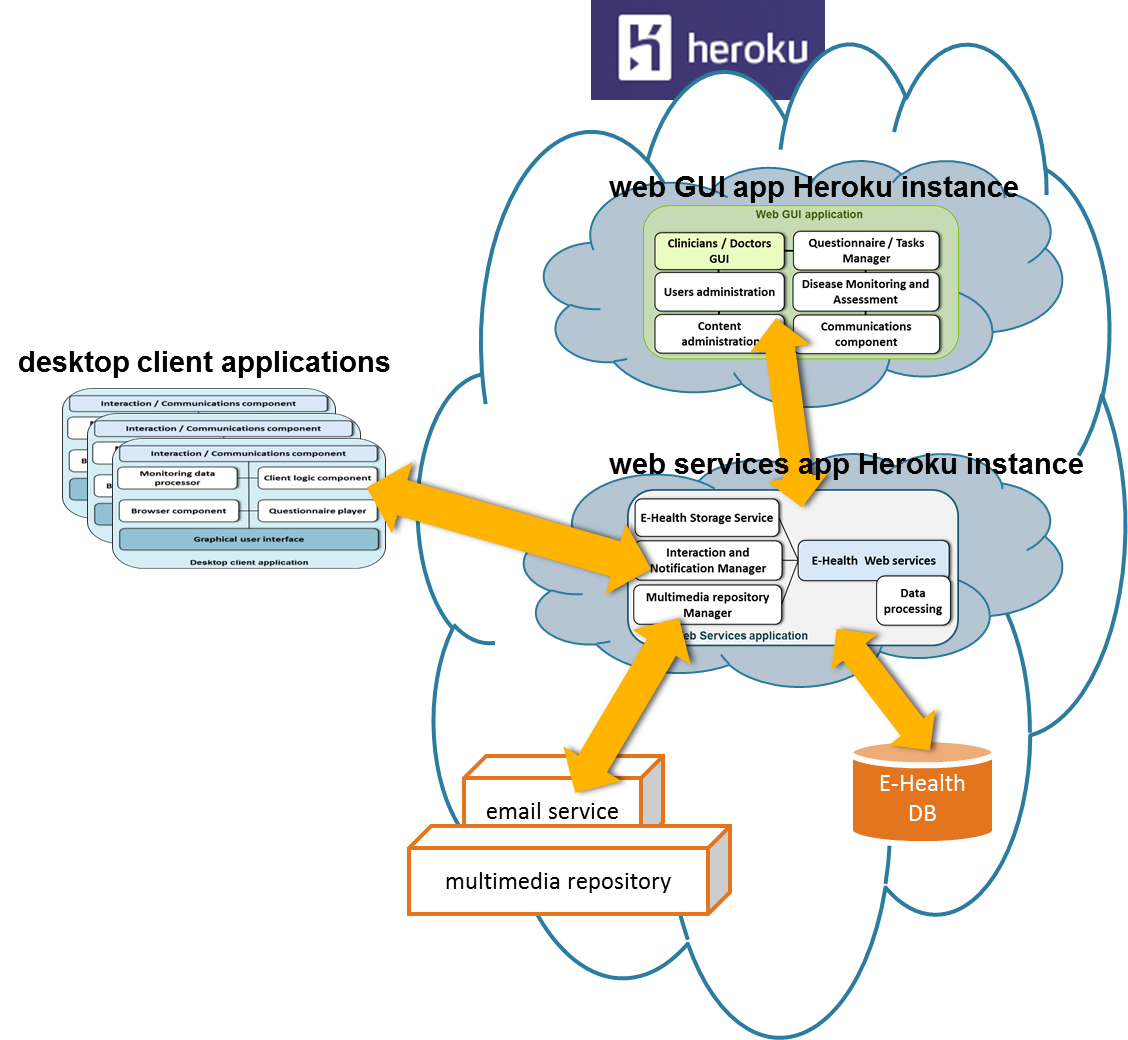 heroku
web GUI app Heroku instance
Web GUI application
Clinicians / Doctors
GUI
Questionnaire / Tasks
Manager
Users administration
Disease Monitoring and
Assessment
Content
administration
Communications
component
desktop client applications
Interaction / Communications component
Interaction / Communications component
Interaction / Communications component
Monitoring data
processor
Client logic component
Browser component
Questionnaire player
Graphical user interface
Desktop client application
web services app Heroku instance
E-Health Storage Service
Interaction and
Notification Manager
E-Health Web services
Multimedia repository
Manager
Data
processing
Services application
email service
multimedia repository
E-Health
DB